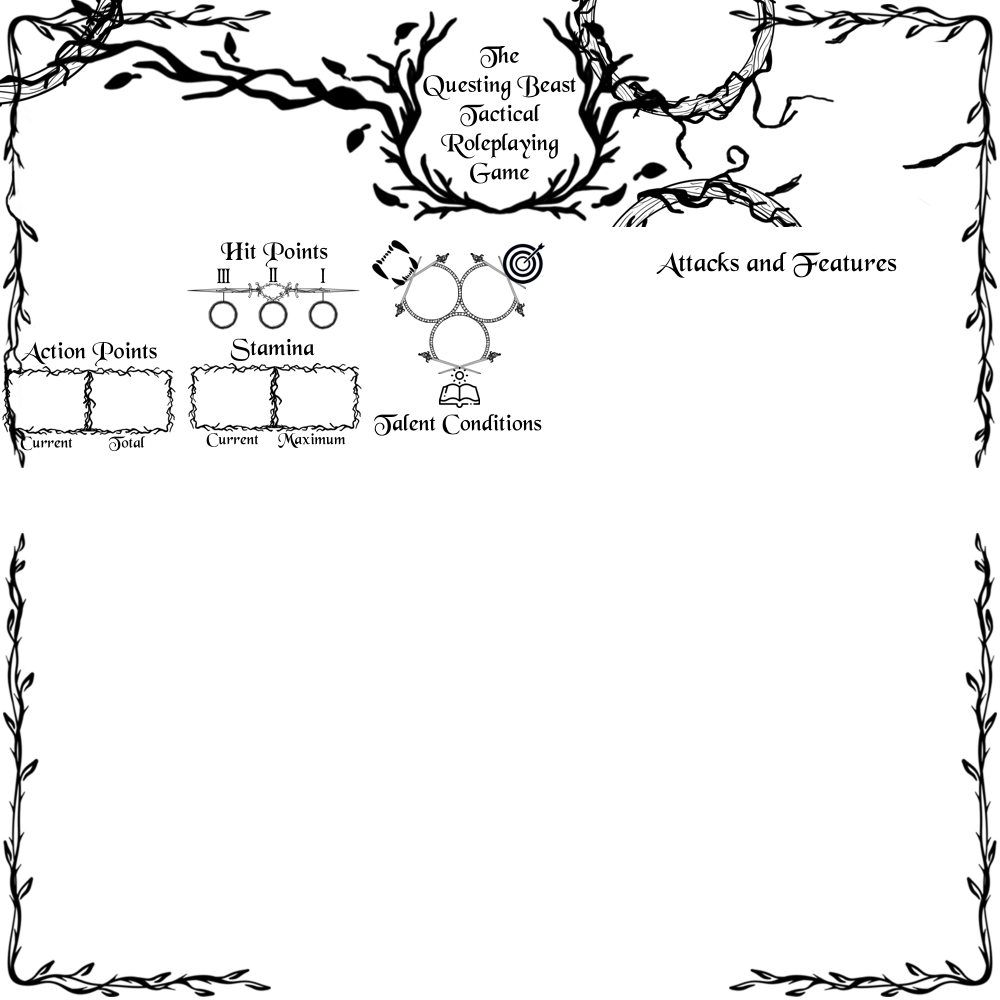 The
Questing Beast
Tactical
Roleplaying
Game
Hit Points
III II I
Attacks and Features
Action Points
Stamina
Current Total
Current Maximum
Talent Conditions